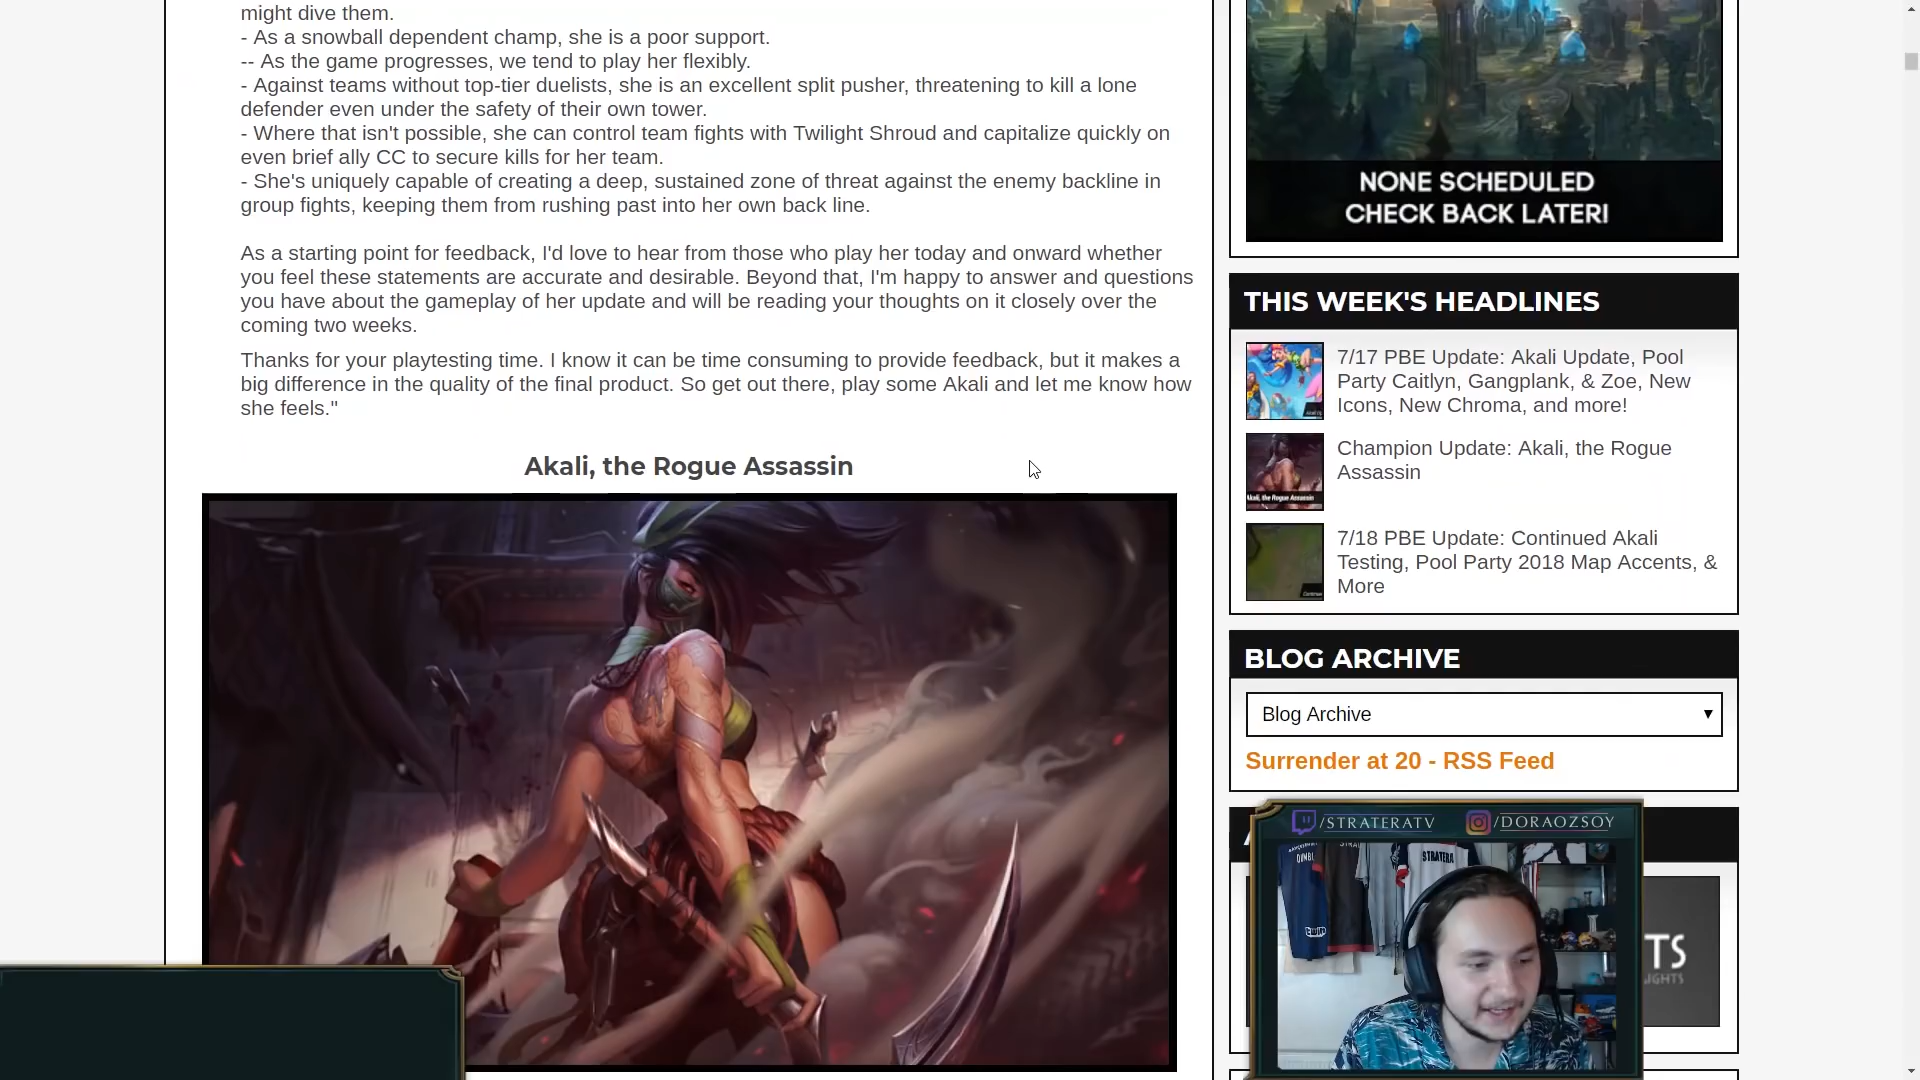 might dive them.
- As a snowball dependent champ, she is a poor support.
-- As the game progresses, we tend to play her flexibly.
- Against teams without top-tier duelists, she is an excellent split pusher, threatening to kill a lone
defender even under the safety of their own tower.
- Where that isn't possible, she can control team fights with Twilight Shroud and capitalize quickly on
even brief ally CC to secure kills for her team.
- She's uniquely capable of creating a deep, sustained zone of threat against the enemy backline in
group fights, keeping them from rushing past into her own back line.
As a starting point for feedback, I'd love to hear from those who play her today and onward whether
you feel these statements are accurate and desirable. Beyond that, I'm happy to answer and questions
you have about the gameplay of her update and will be reading your thoughts on it closely over the
coming two weeks.
Thanks for your playtesting time. I know it can be time consuming to provide feedback, but it makes a
big difference in the quality of the final product. So get out there, play some Akali and let me know how
she feels."
Akali, the Rogue Assassin
NONE SCHEDULED
CHECK BACK LATER!
THIS WEEK'S HEADLINES
7/17 PBE Update: Akali Update, Pool
Party Caitlyn, Gangplank, & Zoe, New
Icons, New Chroma, and more!
Akali, the Rogue Assassin
Champion Update: Akali, the Rogue
Assassin
7/18 PBE Update: Continued Akali
Testing, Pool Party 2018 Map Accents, &
More
BLOG ARCHIVE
Blog Archive
Surrender at 20 - RSS Feed
/STRATERATV
/DORAOZSOY
STRATERA
TS